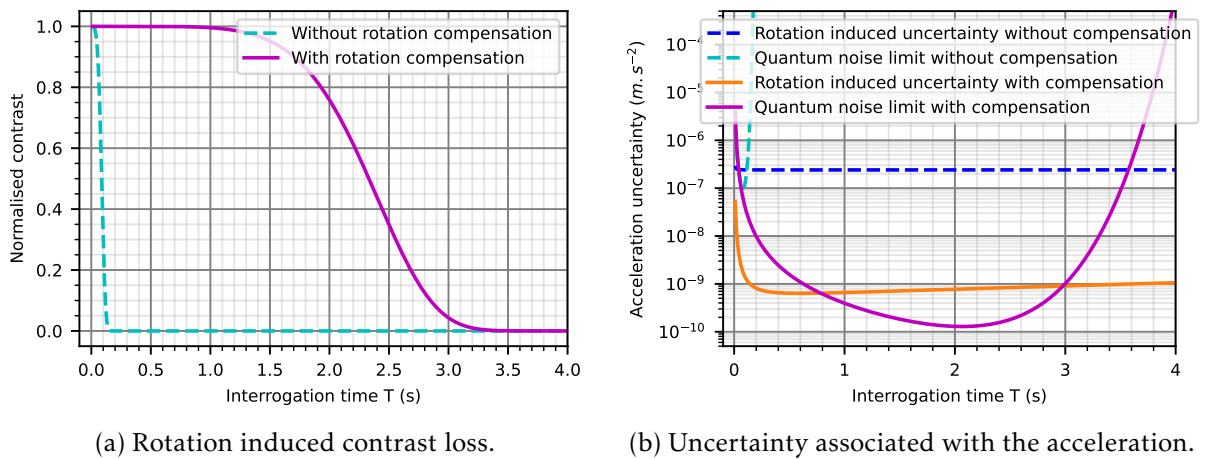 Without rotation compensation
With rotation compensation
Normalised contrast
1.0
0.8
0.6
0.4
0.2
0.0
0.0 0.5 1.0 1.5 2.0 2.5 3.0 3.5 4.0
Interrogation time T (s)
(a) Rotation induced contrast loss.
Rotation induced uncertainty without compensation
Quantum noise limit without compensation
Rotation induced uncertainty with compensation
Quantum noise limit with compensation
Acceleration uncertainty (m.s⁻²)
10⁻⁴
10⁻⁵
10⁻⁶
10⁻⁷
10⁻⁸
10⁻⁹
10⁻¹⁰
0 1 2 3 4
Interrogation time T (s)
(b) Uncertainty associated with the acceleration.